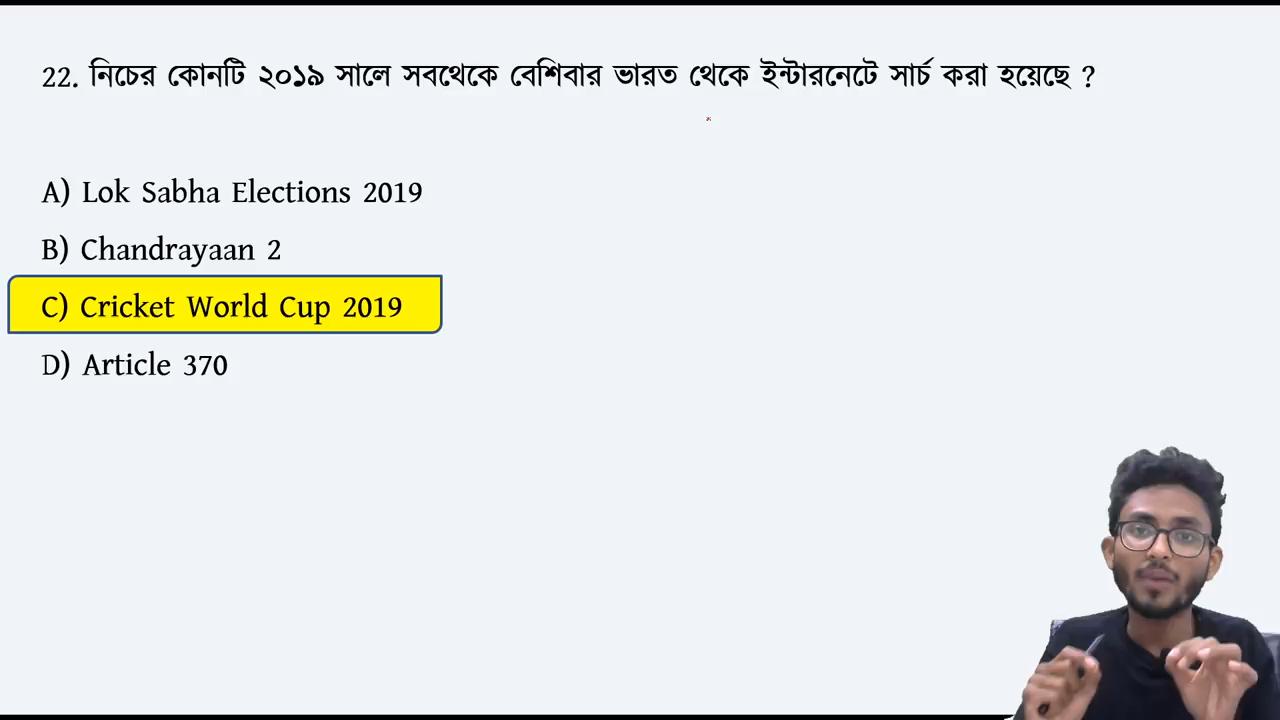 22. নিচের কোনটি ২০১৯ সালে সবথেকে বেশিবার ভারত থেকে ইন্টারনেটে সার্চ করা হয়েছে ?
A) Lok Sabha Elections 2019
B) Chandrayaan 2
C) Cricket World Cup 2019
D) Article 370